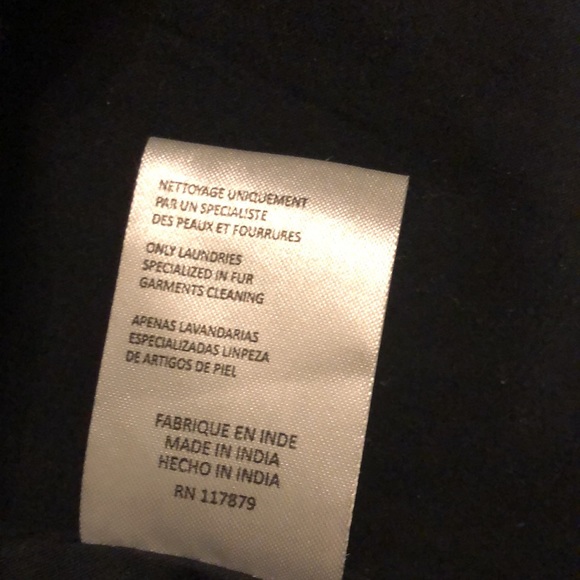 NETTOYAGE UNIQUEMENT
PAR UN SPECIALISTE
DES PEAUX ET FOURRURES
ONLY LAUNDRIES
SPECIALIZED IN FUR
GARMENTS CLEANING
APENAS LAVANDARIAS
ESPECIALIZADAS LINPEZA
DE ARTIGOS DE PIEL
FABRIQUE EN INDE
MADE IN INDIA
HECHO IN INDIA
RN 117879